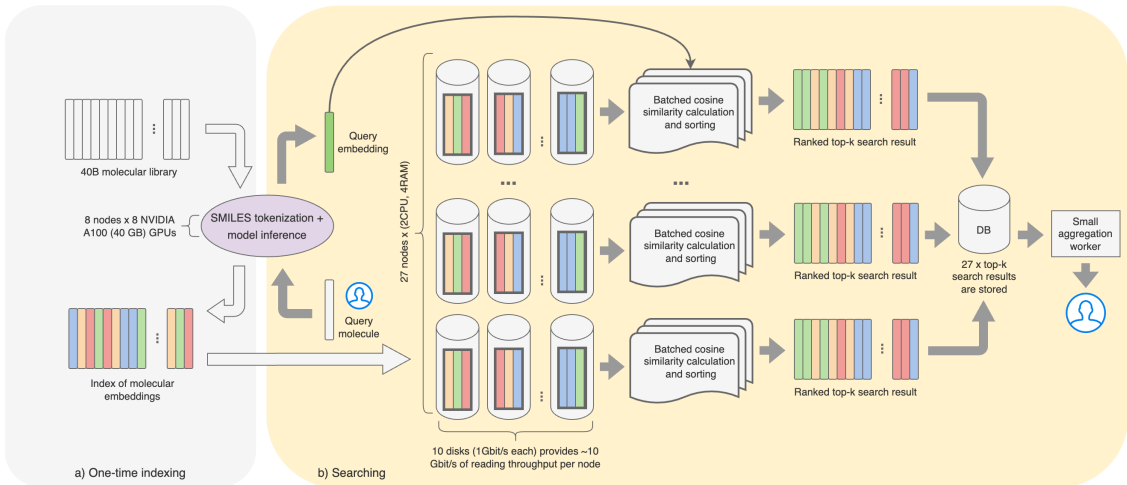 40B molecular library
8 nodes x 8 NVIDIA
A100 (40 GB) GPUs
SMILES tokenization +
model inference
Index of molecular
embeddings
a) One-time indexing
Query
embedding
Query
molecule
27 nodes x (2CPU, 4RAM)
10 disks (1Gbit/s each) provides ~10
Gbit/s of reading throughput per node
Batched cosine
similarity calculation
and sorting
Ranked top-k search result
Batched cosine
similarity calculation
and sorting
Ranked top-k search result
Batched cosine
similarity calculation
and sorting
Ranked top-k search result
DB
27 x top-k
search results
are stored
Small
aggregation
worker
b) Searching